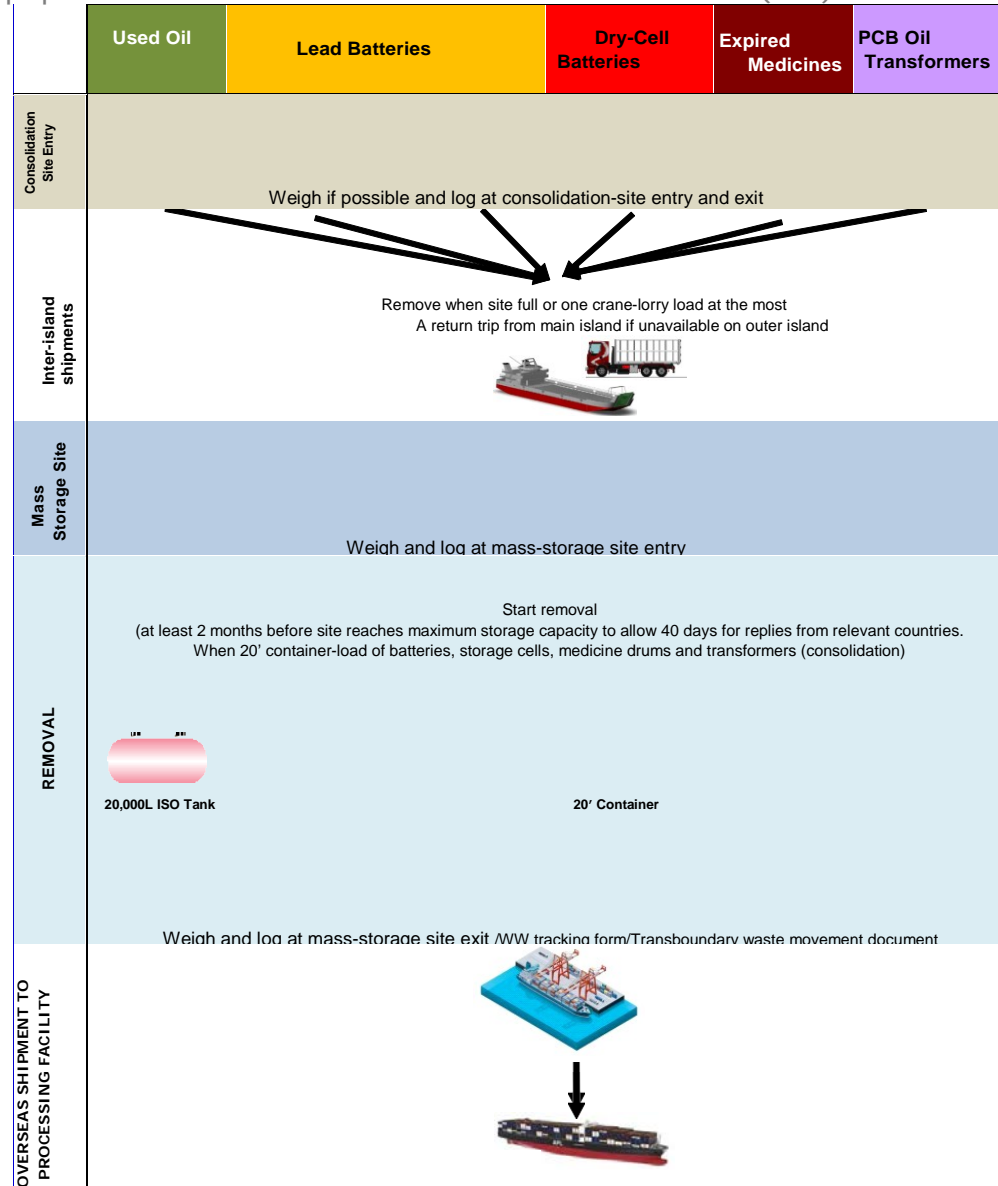 Used Oil
Lead Batteries
Dry-Cell
Batteries
Expired
Medicines
PCB Oil
Transformers
Consolidation
Site Entry
Weigh if possible and log at consolidation-site entry and exit
Inter-island
shipments
Remove when site full or one crane-lorry load at the most
A return trip from main island if unavailable on outer island
Mass
Storage Site
Weigh and log at mass-storage site entry
REMOVAL
Start removal
(at least 2 months before site reaches maximum storage capacity to allow 40 days for replies from relevant countries.
When 20’ container-load of batteries, storage cells, medicine drums and transformers (consolidation)
20,000L ISO Tank
20’ Container
Weigh and log at mass-storage site exit /WW tracking form/Transboundary waste movement document
OVERSEAS SHIPMENT TO
PROCESSING FACILITY